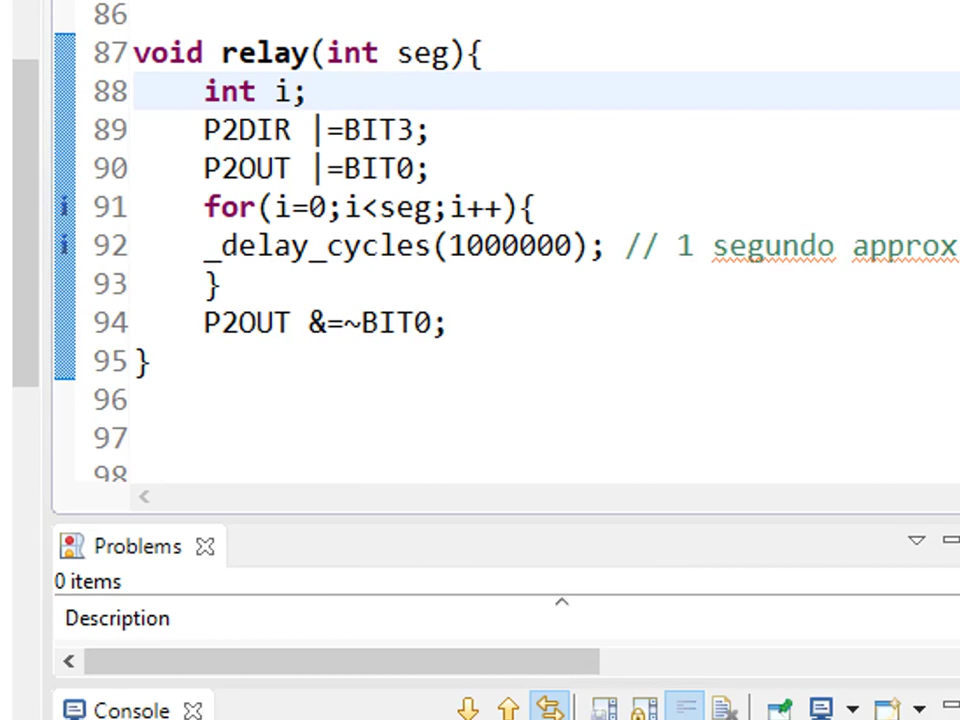 86
87 void relay(int seg){
88 int i;
89 P2DIR |=BIT3;
90 P2OUT |=BIT0;
91 for(i=0;i<seg;i++){
92 _delay_cycles(1000000); // 1 segundo approx
93 }
94 P2OUT &=~BIT0;
95 }
96
97
98
Problems
0 items
Description
Console